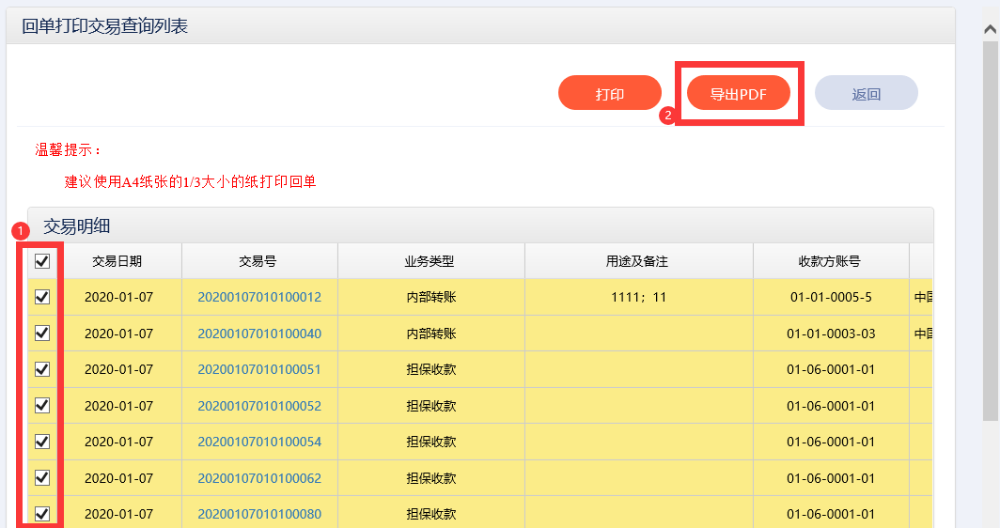 回单打印交易查询列表
打印 导出PDF 返回
2
温馨提示：
建议使用A4纸张的1/3大小的纸打印回单
1
交易明细
交易日期 交易号 业务类型 用途及备注 收款方账号
2020-01-07 20200107010100012 内部转账 1111；11 01-01-0005-5 中国
2020-01-07 20200107010100040 内部转账 01-01-0003-03 中国
2020-01-07 20200107010100051 担保收款 01-06-0001-01
2020-01-07 20200107010100052 担保收款 01-06-0001-01
2020-01-07 20200107010100054 担保收款 01-06-0001-01
2020-01-07 20200107010100062 担保收款 01-06-0001-01
2020-01-07 20200107010100080 担保收款 01-06-0001-01